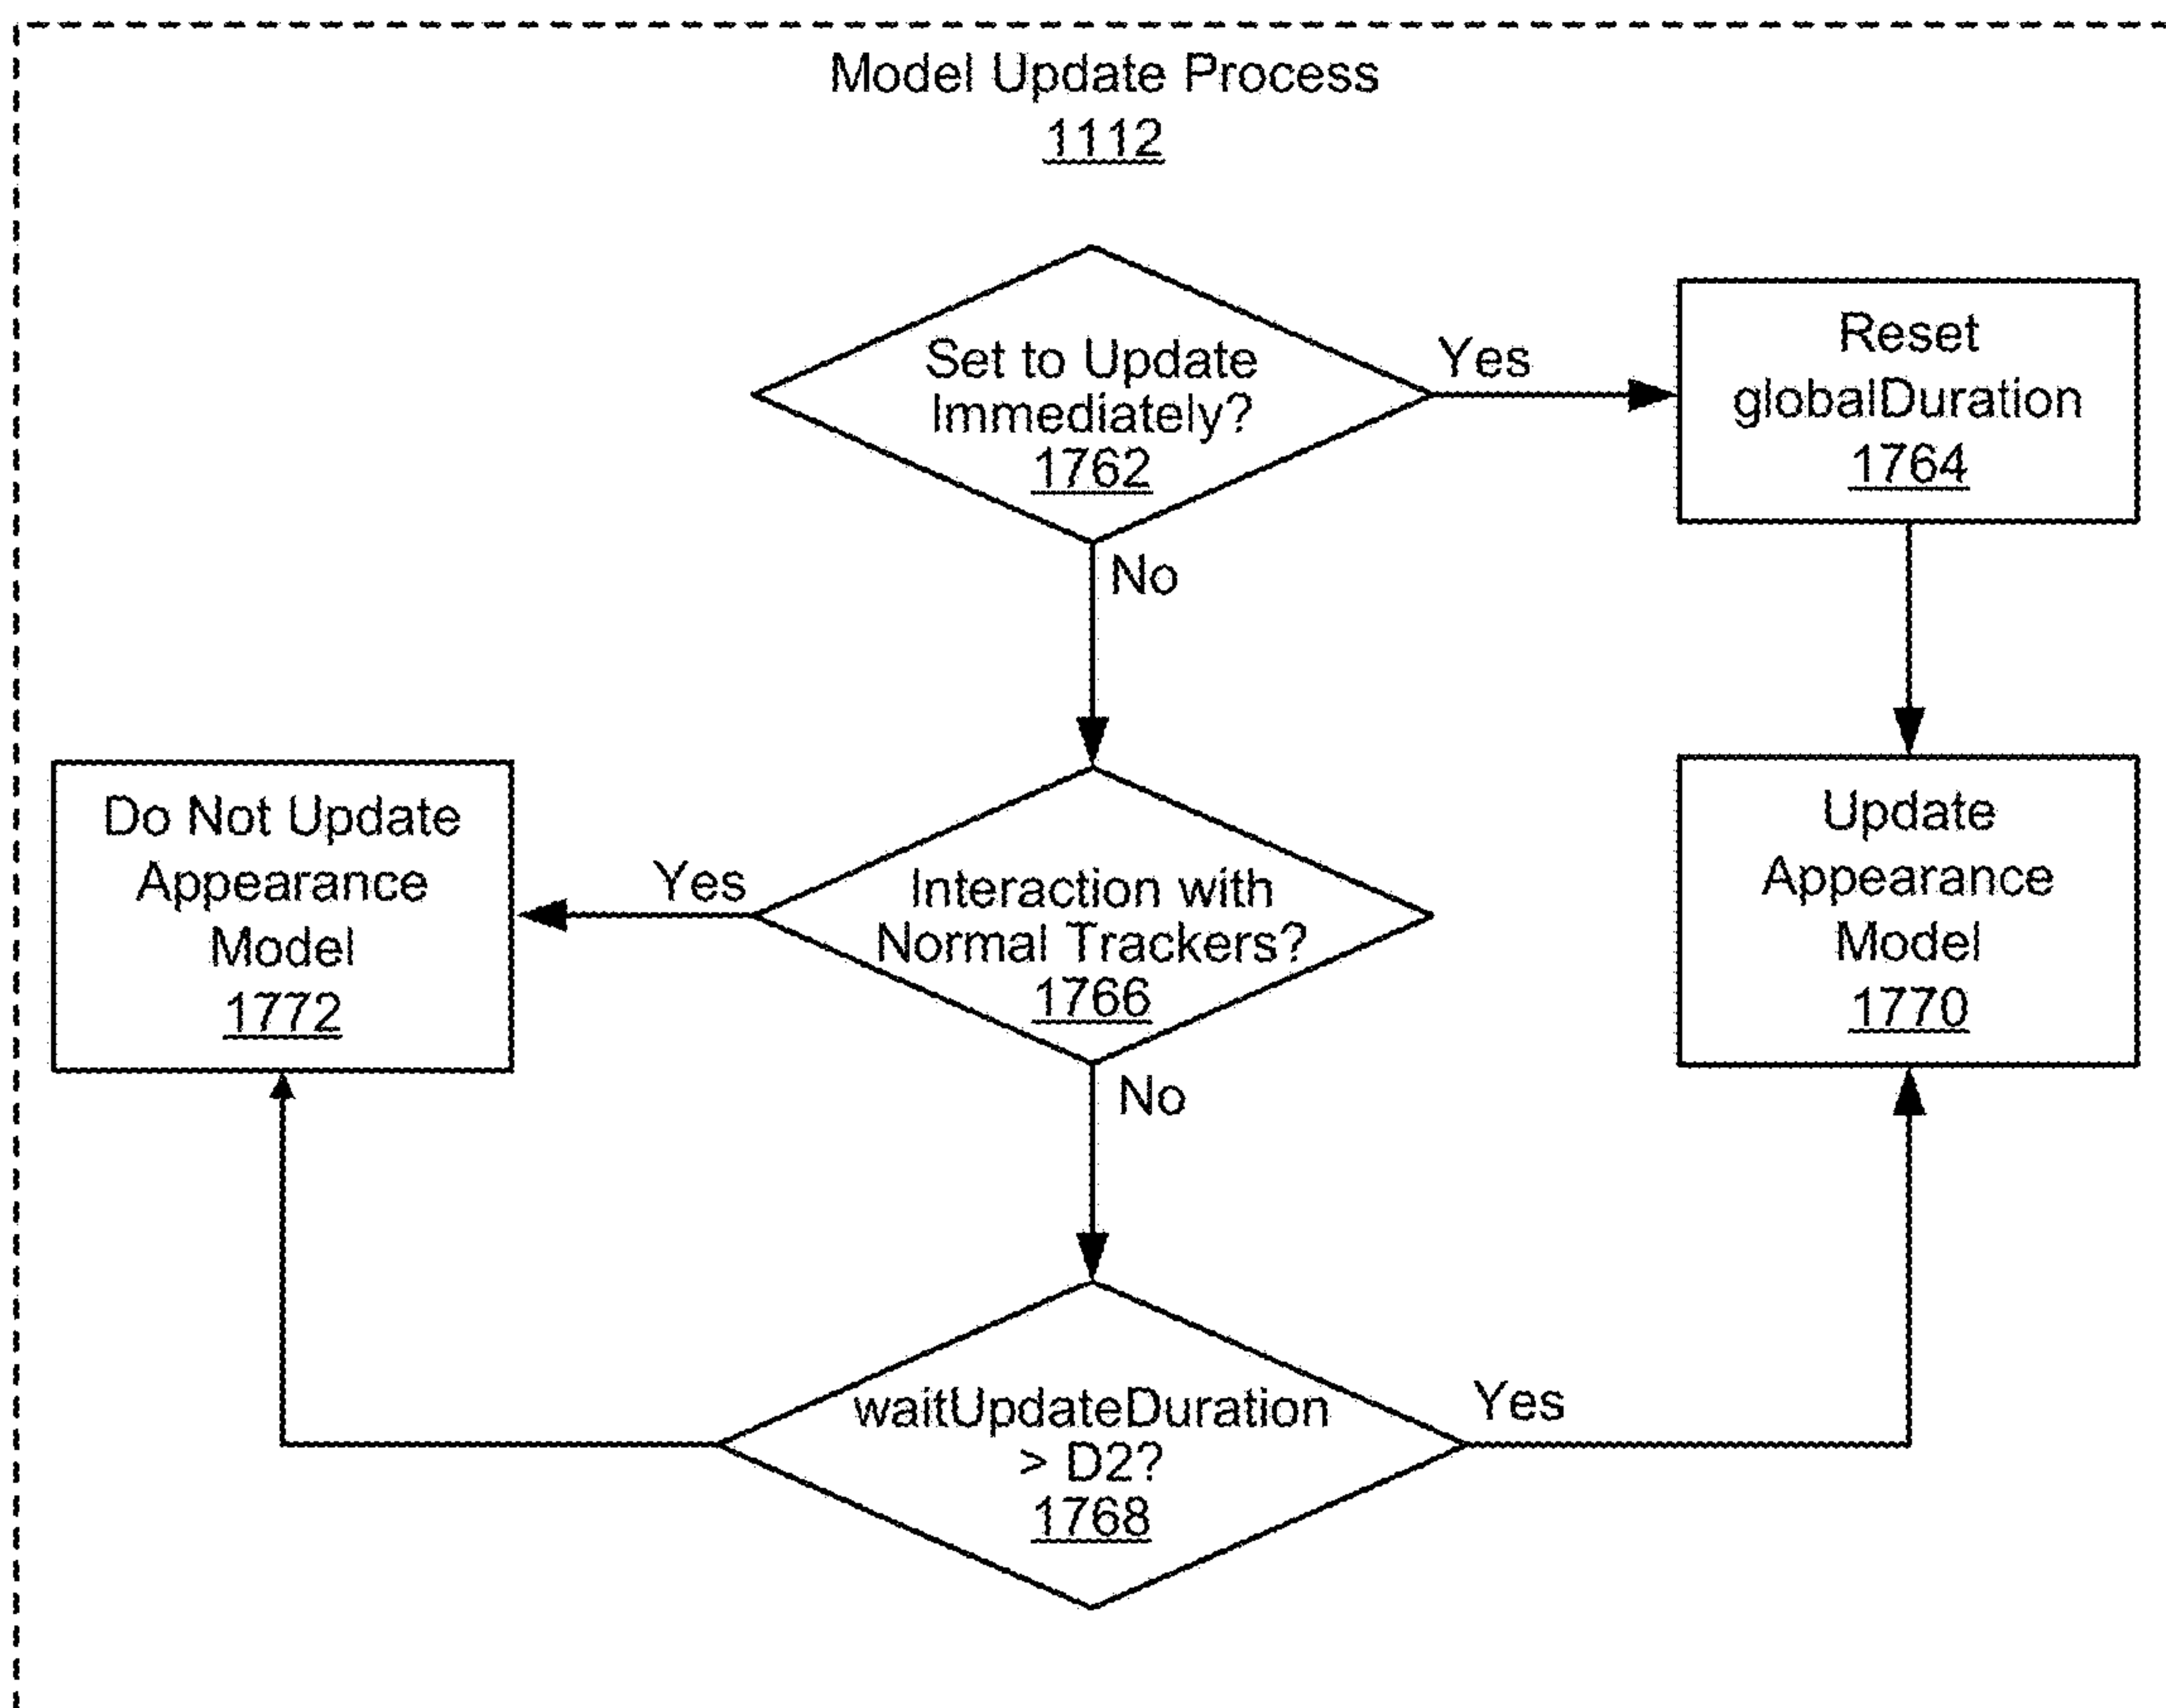 Model Update Process
1112
Set to Update
Immediately?
1762
Yes
Reset
globalDuration
1764
No
Do Not Update
Appearance
Model
1772
Yes
Interaction with
Normal Trackers?
1766
Update
Appearance
Model
1770
No
waitUpdateDuration
> D2?
1768
Yes